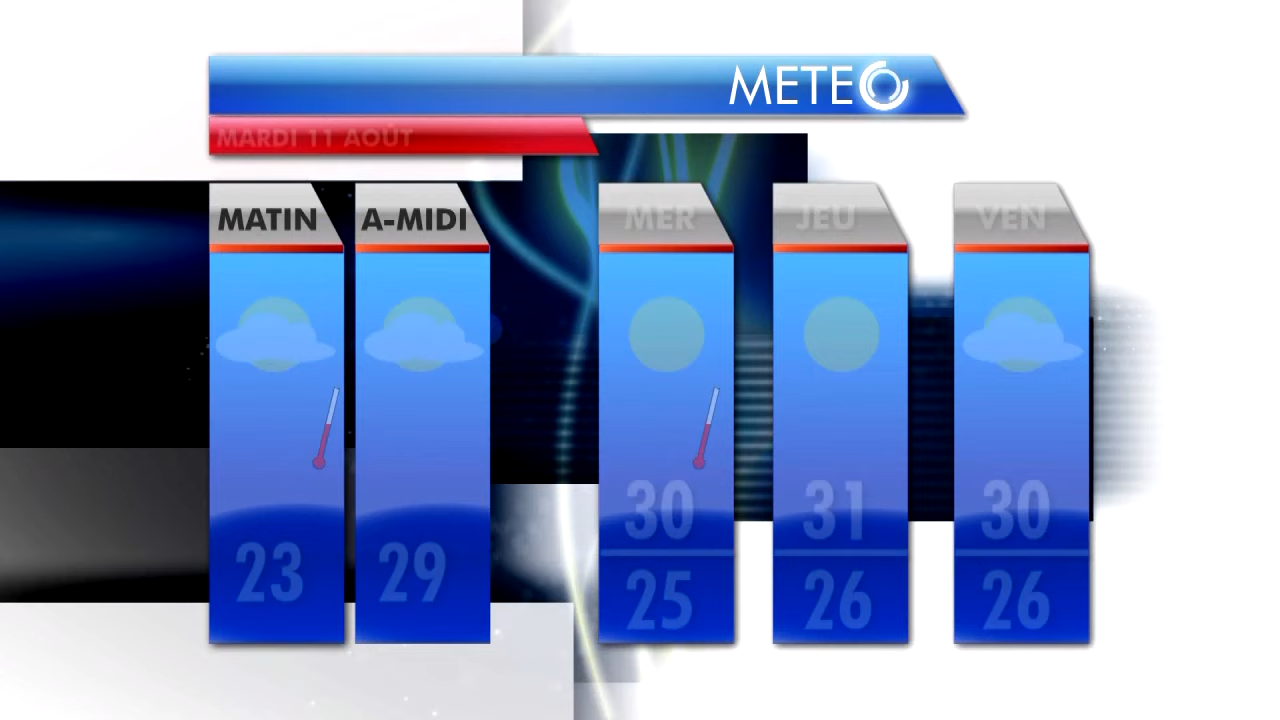 METEO
MARDI 11 AOÛT
MATIN A-MIDI MER JEU VEN
30 31 30
23 29 25 26 26